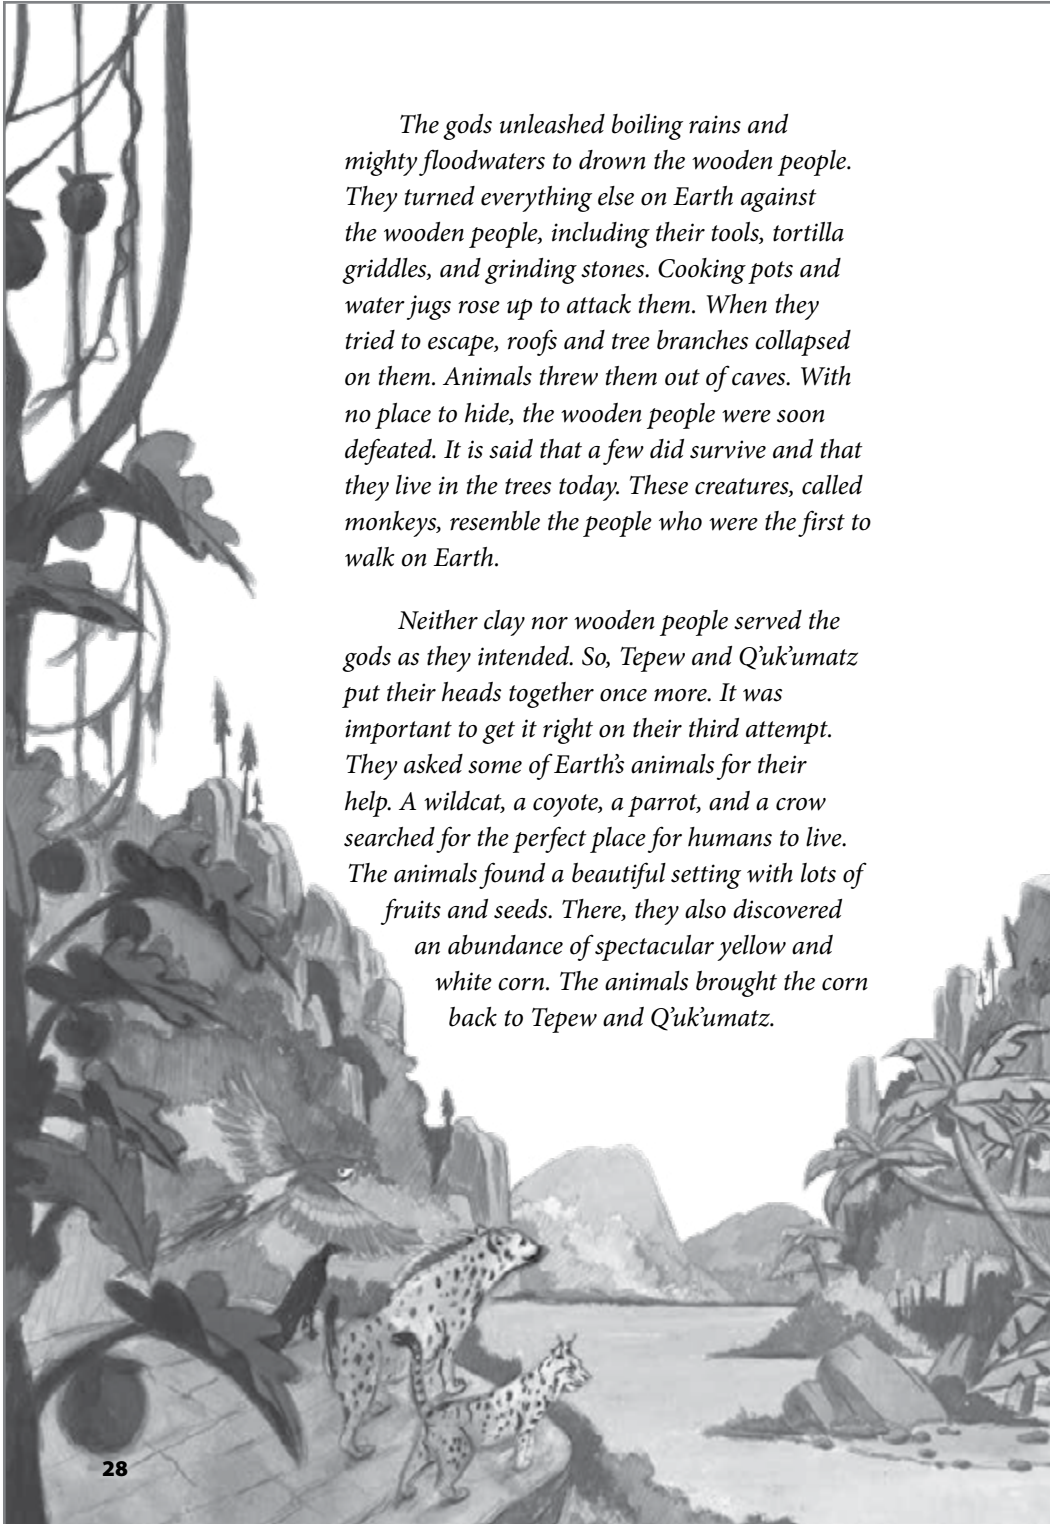 The gods unleashed boiling rains and
mighty floodwaters to drown the wooden people.
They turned everything else on Earth against
the wooden people, including their tools, tortilla
griddles, and grinding stones. Cooking pots and
water jugs rose up to attack them. When they
tried to escape, roofs and tree branches collapsed
on them. Animals threw them out of caves. With
no place to hide, the wooden people were soon
defeated. It is said that a few did survive and that
they live in the trees today. These creatures, called
monkeys, resemble the people who were the first to
walk on Earth.
Neither clay nor wooden people served the
gods as they intended. So, Tepew and Q’uk’umatz
put their heads together once more. It was
important to get it right on their third attempt.
They asked some of Earth’s animals for their
help. A wildcat, a coyote, a parrot, and a crow
searched for the perfect place for humans to live.
The animals found a beautiful setting with lots of
fruits and seeds. There, they also discovered
an abundance of spectacular yellow and
white corn. The animals brought the corn
back to Tepew and Q’uk’umatz.
28